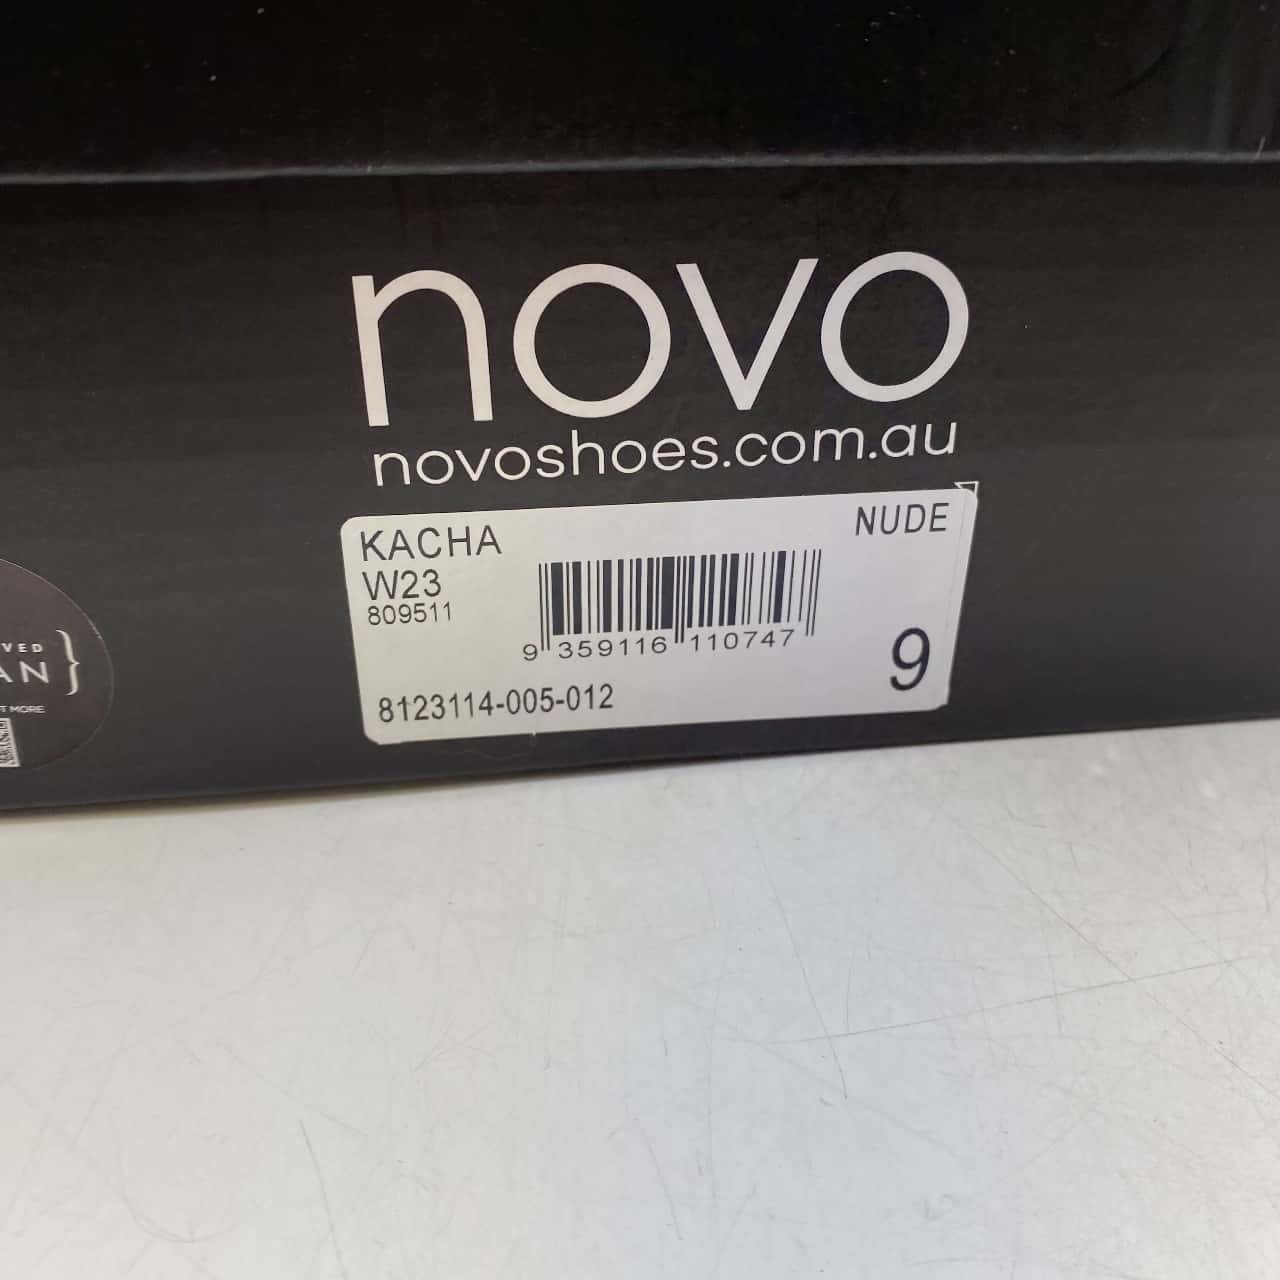 novo
novoshoes.com.au
KACHA
NUDE
W23
809511
9 359116 110747
9
8123114-005-012